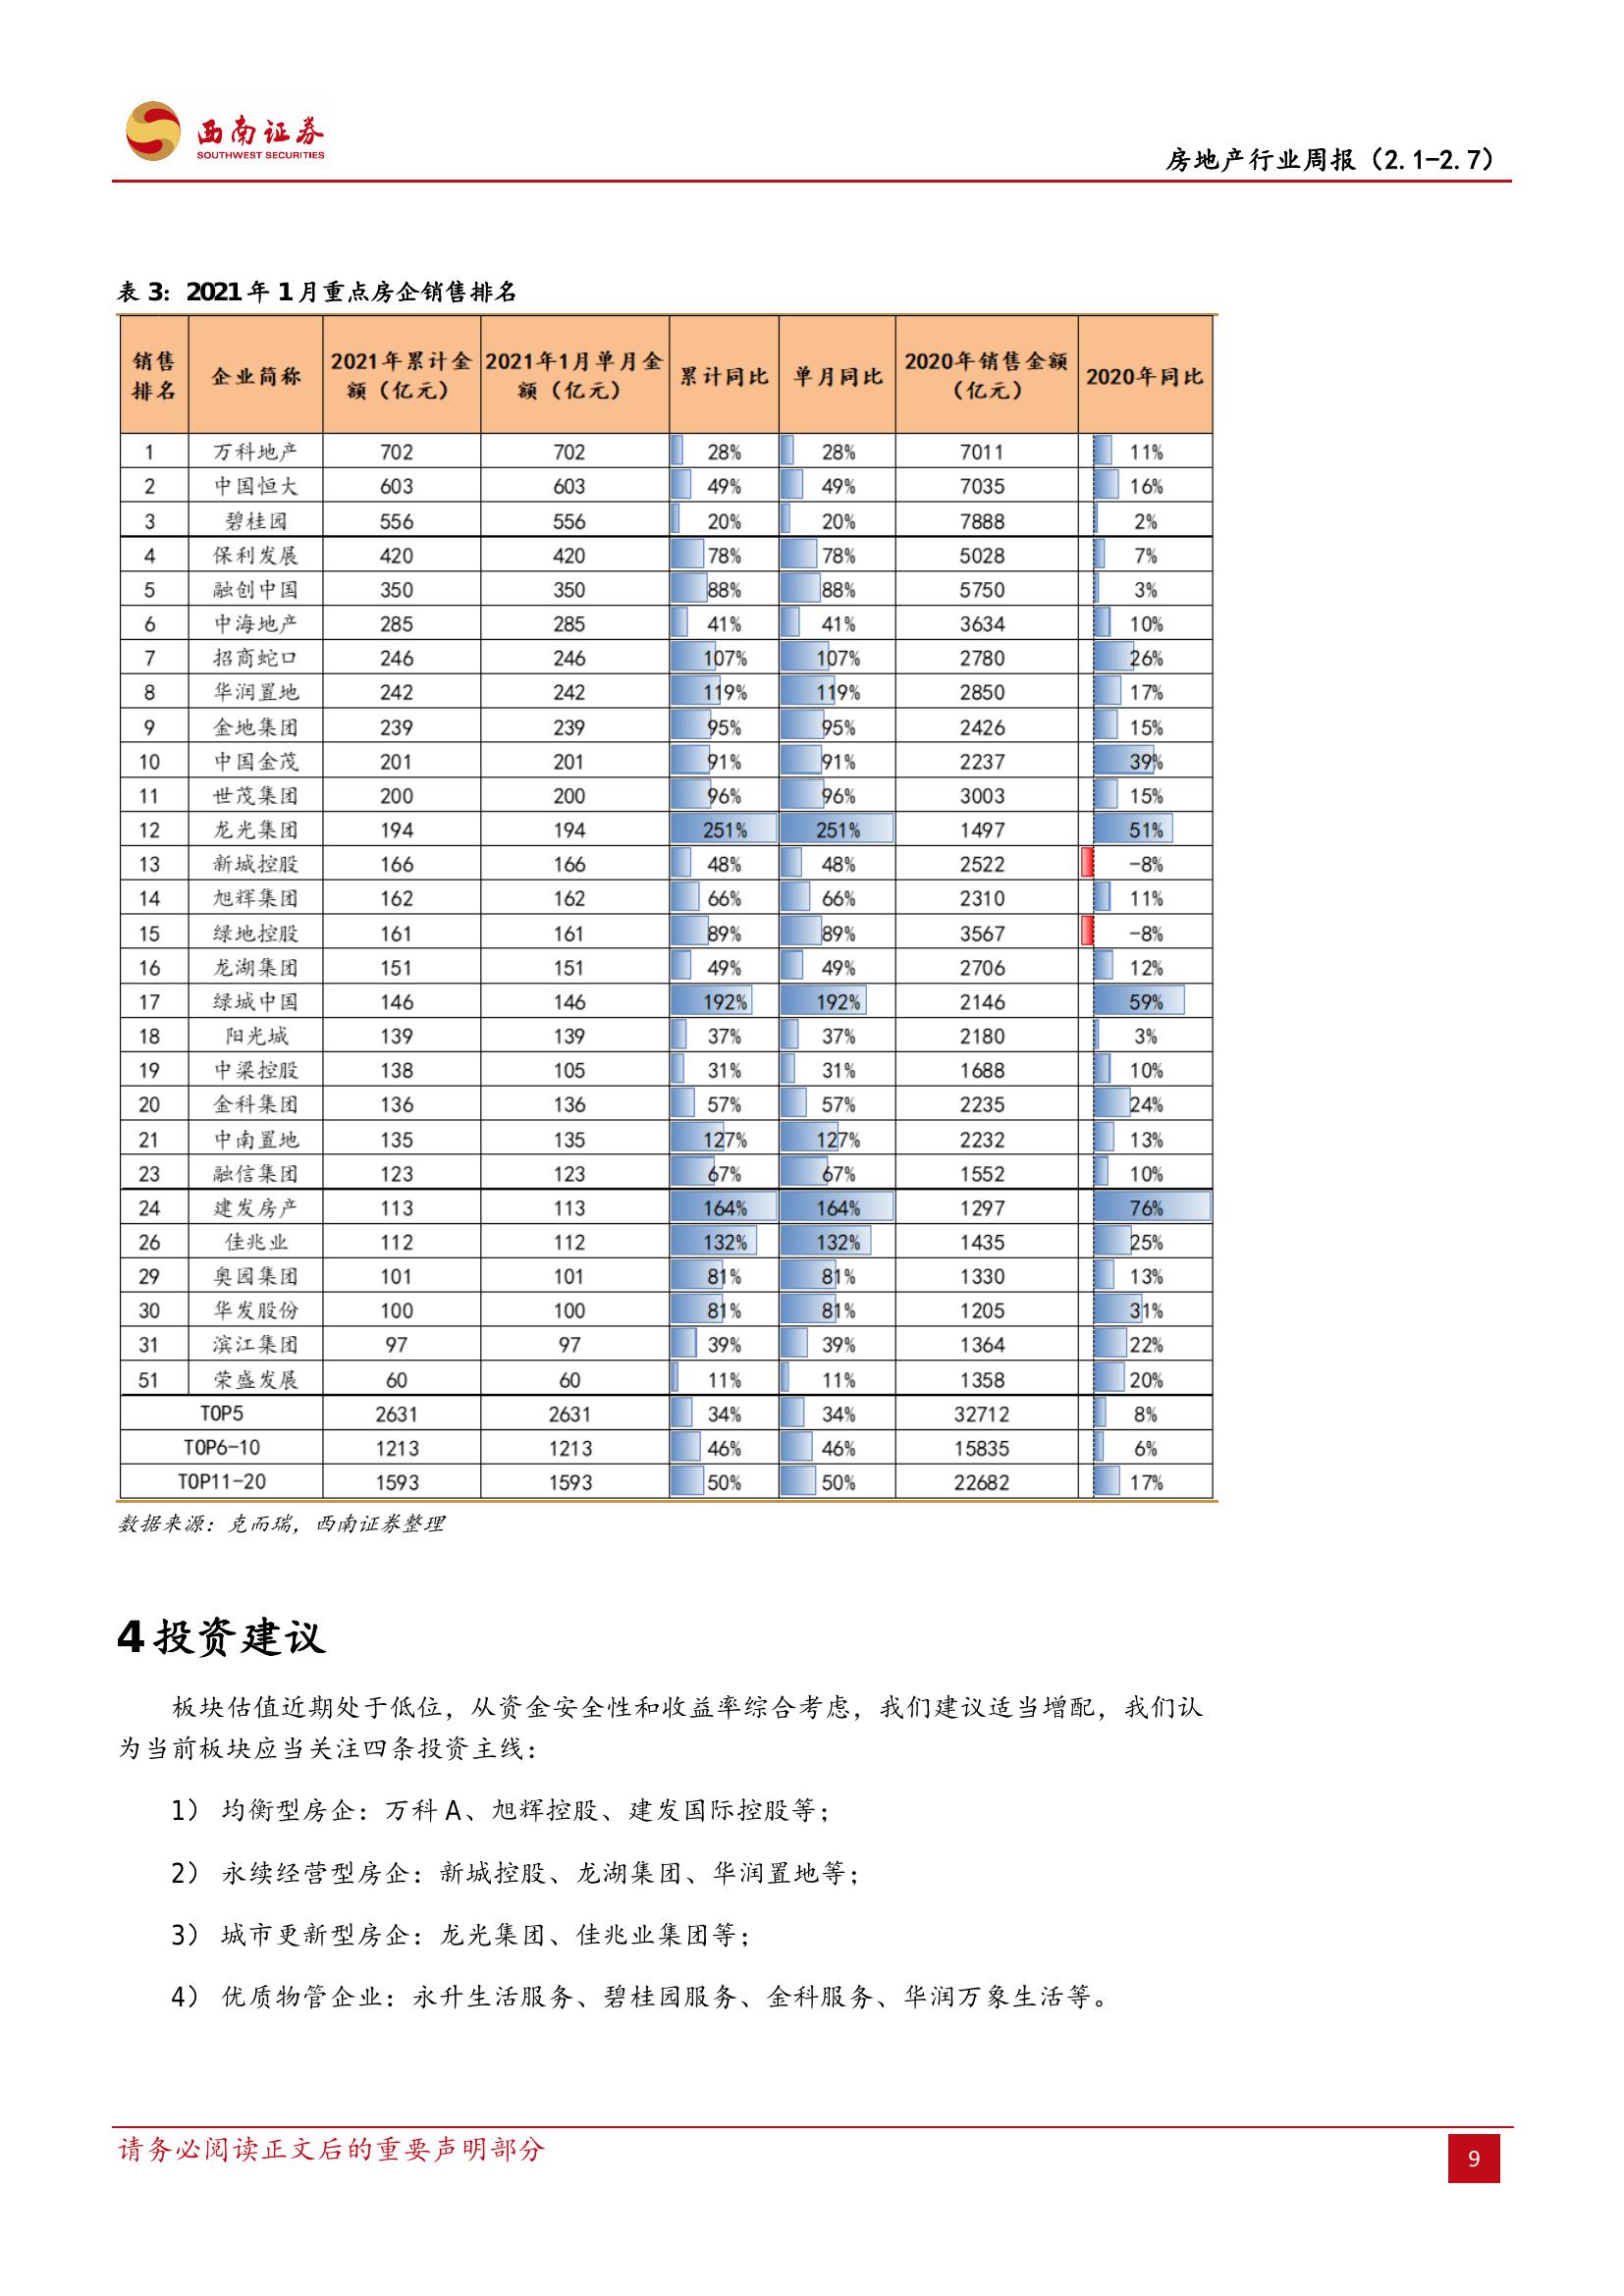 西南证券
SOUTHWEST SECURITIES
房地产行业周报（2.1-2.7）
表 3：2021 年 1 月重点房企销售排名
销售排名 企业简称 2021年累计金额（亿元） 2021年1月单月金额（亿元） 累计同比 单月同比 2020年销售金额（亿元） 2020年同比
1 万科地产 702 702 28% 28% 7011 11%
2 中国恒大 603 603 49% 49% 7035 16%
3 碧桂园 556 556 20% 20% 7888 2%
4 保利发展 420 420 78% 78% 5028 7%
5 融创中国 350 350 88% 88% 5750 3%
6 中海地产 285 285 41% 41% 3634 10%
7 招商蛇口 246 246 107% 107% 2780 26%
8 华润置地 242 242 119% 119% 2850 17%
9 金地集团 239 239 95% 95% 2426 15%
10 中国金茂 201 201 91% 91% 2237 39%
11 世茂集团 200 200 96% 96% 3003 15%
12 龙光集团 194 194 251% 251% 1497 51%
13 新城控股 166 166 48% 48% 2522 -8%
14 旭辉集团 162 162 66% 66% 2310 11%
15 绿地控股 161 161 89% 89% 3567 -8%
16 龙湖集团 151 151 49% 49% 2706 12%
17 绿城中国 146 146 192% 192% 2146 59%
18 阳光城 139 139 37% 37% 2180 3%
19 中梁控股 138 105 31% 31% 1688 10%
20 金科集团 136 136 57% 57% 2235 24%
21 中南置地 135 135 127% 127% 2232 13%
23 融信集团 123 123 67% 67% 1552 10%
24 建发房产 113 113 164% 164% 1297 76%
26 佳兆业 112 112 132% 132% 1435 25%
29 奥园集团 101 101 81% 81% 1330 13%
30 华发股份 100 100 81% 81% 1205 31%
31 滨江集团 97 97 39% 39% 1364 22%
51 荣盛发展 60 60 11% 11% 1358 20%
TOP5 2631 2631 34% 34% 32712 8%
TOP6-10 1213 1213 46% 46% 15835 6%
TOP11-20 1593 1593 50% 50% 22682 17%
数据来源：克而瑞，西南证券整理
4 投资建议
板块估值近期处于低位，从资金安全性和收益率综合考虑，我们建议适当增配，我们认
为当前板块应当关注四条投资主线：
1） 均衡型房企：万科 A、旭辉控股、建发国际控股等；
2） 永续经营型房企：新城控股、龙湖集团、华润置地等；
3） 城市更新型房企：龙光集团、佳兆业集团等；
4） 优质物管企业：永升生活服务、碧桂园服务、金科服务、华润万象生活等。
请务必阅读正文后的重要声明部分
9